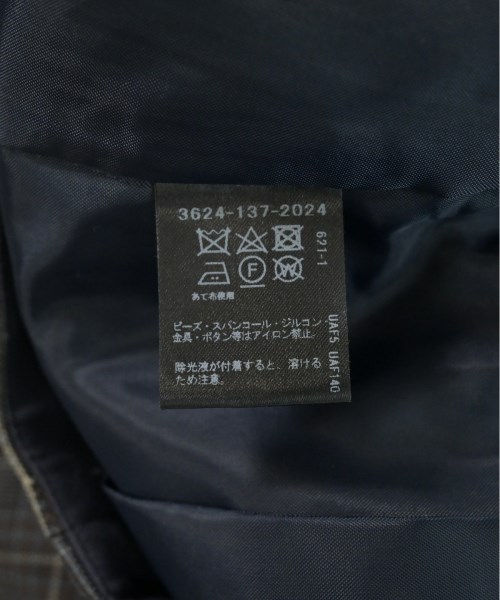 3624-137-2024
621-1
F
W
あて布使用
ビーズ・スパンコール・ジルコン・
金具・ボタン等はアイロン禁止。
除光液が付着すると、溶ける
ため注意。
UAF5 UAF140